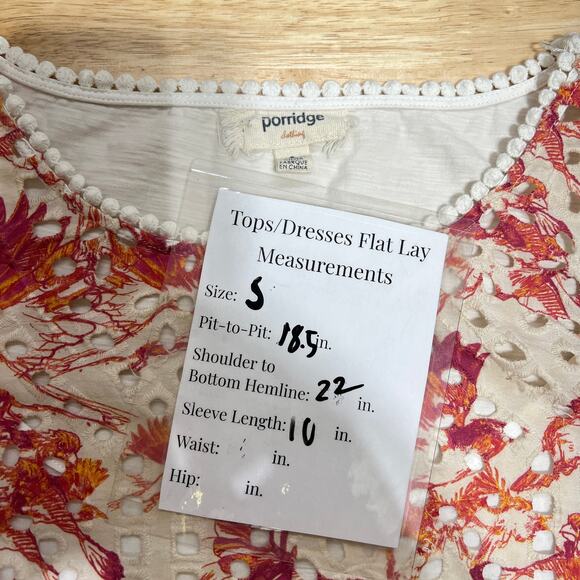 porridge
clothing
FABRIQUÉ
EN CHINA
Tops/Dresses Flat Lay
Measurements
Size: S
Pit-to-Pit: 18.5 in.
Shoulder to
Bottom Hemline: 22 in.
Sleeve Length: 10 in.
Waist: in.
Hip: in.